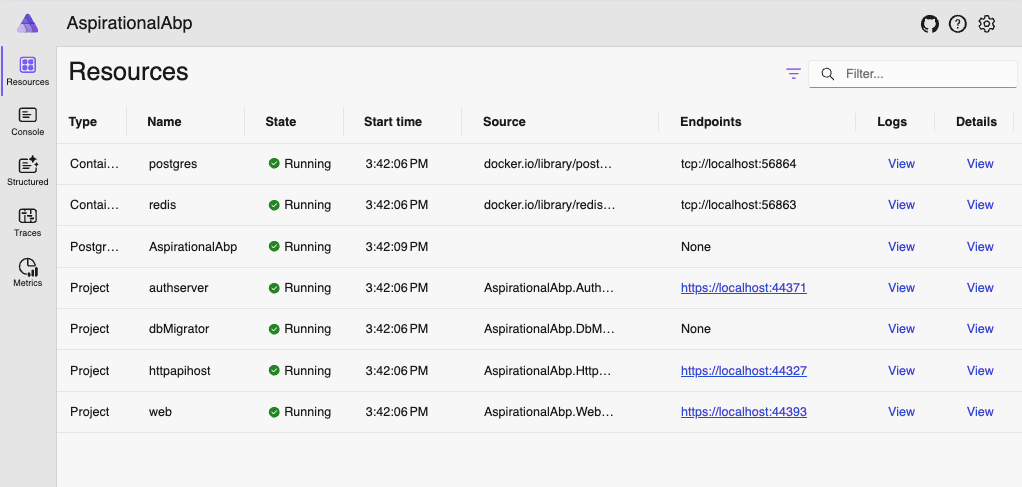 AspirationalAbp
Resources
Console
Structured
Traces
Metrics
Resources
Filter...
Type Name State Start time Source Endpoints Logs Details
Contai... postgres Running 3:42:06 PM docker.io/library/post... tcp://localhost:56864 View View
Contai... redis Running 3:42:06 PM docker.io/library/redis... tcp://localhost:56863 View View
Postgr... AspirationalAbp Running 3:42:09 PM None View View
Project authserver Running 3:42:06 PM AspirationalAbp.Auth... https://localhost:44371 View View
Project dbMigrator Running 3:42:06 PM AspirationalAbp.DbM... None View View
Project httpapihost Running 3:42:06 PM AspirationalAbp.Http... https://localhost:44327 View View
Project web Running 3:42:06 PM AspirationalAbp.Web... https://localhost:44393 View View